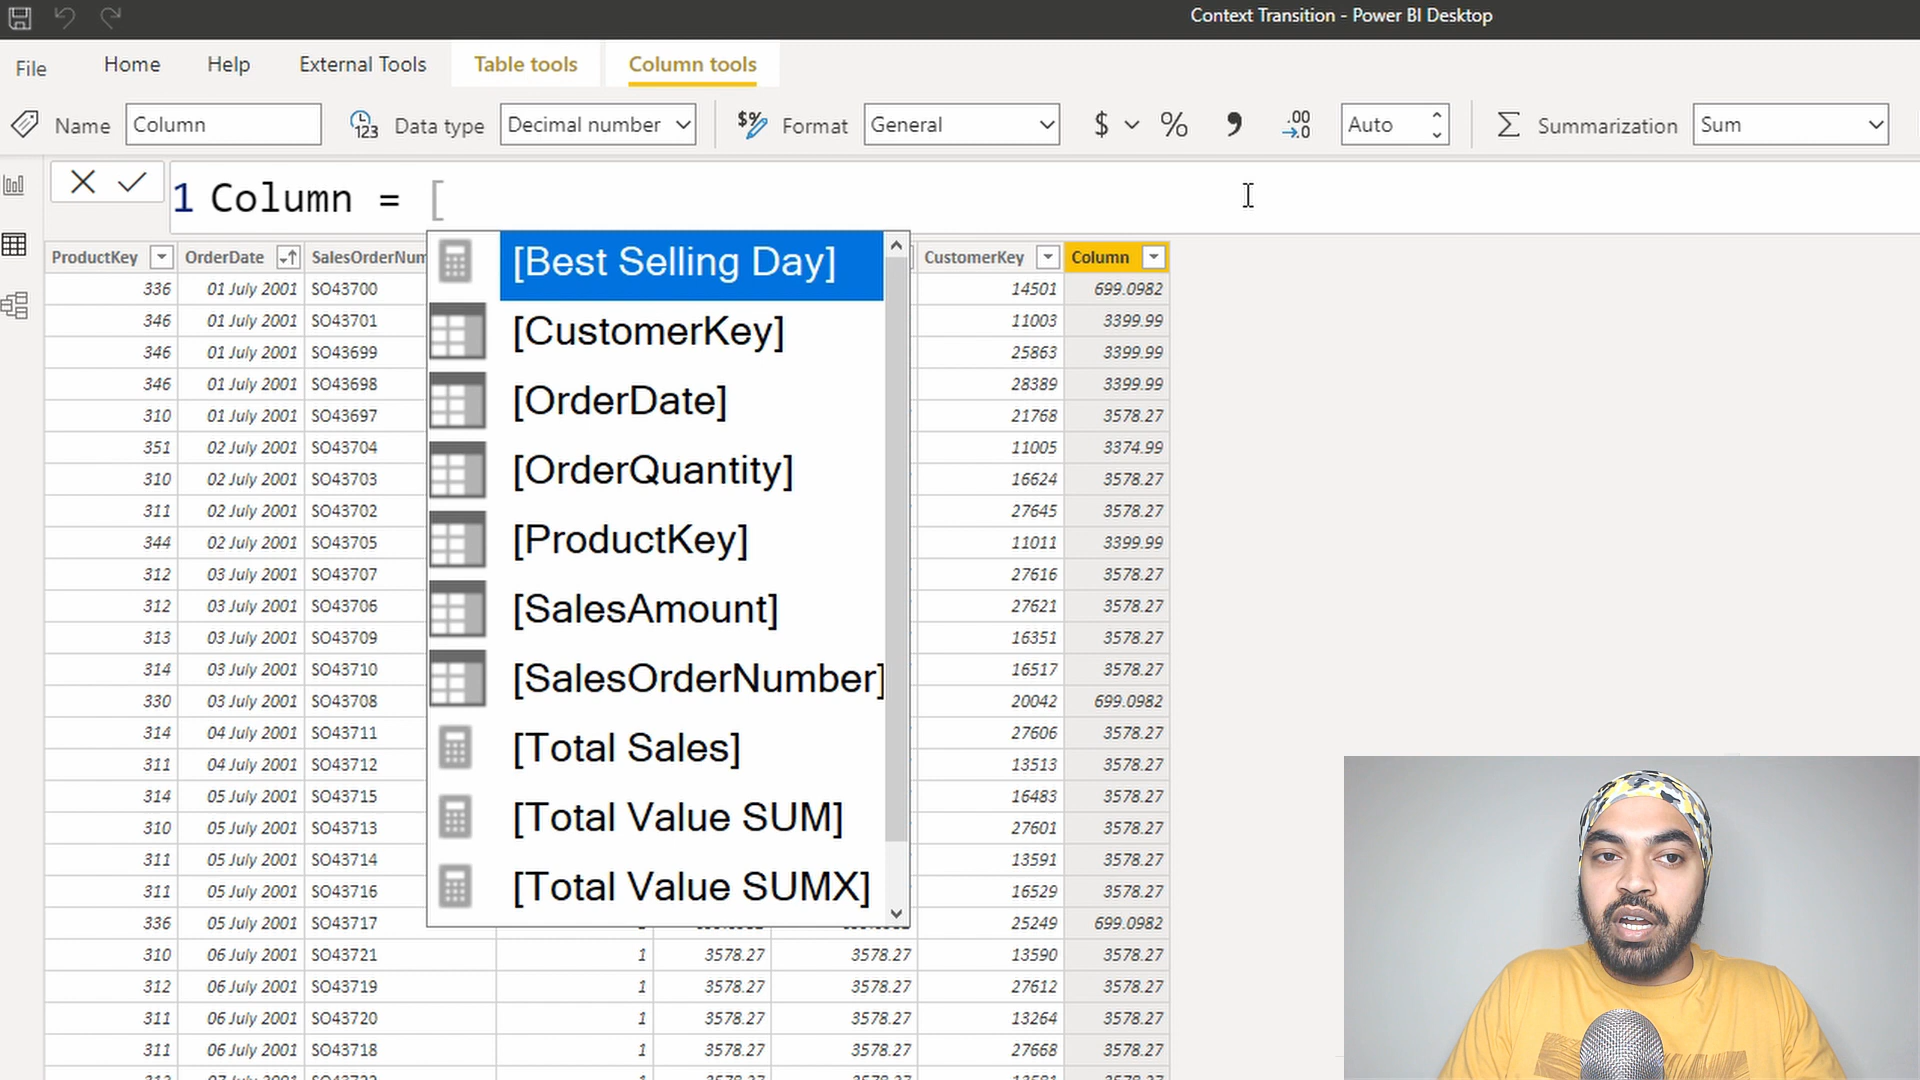 Context Transition - Power BI Desktop
File Home Help External Tools Table tools Column tools
Name Column Data type Decimal number Format General $ % Auto Summarization Sum
1 Column = [
ProductKey OrderDate SalesOrderNum CustomerKey Column
[Best Selling Day]
[CustomerKey]
[OrderDate]
[OrderQuantity]
[ProductKey]
[SalesAmount]
[SalesOrderNumber]
[Total Sales]
[Total Value SUM]
[Total Value SUMX]
336 01 July 2001 SO43700 14501 699.0982
346 01 July 2001 SO43701 11003 3399.99
346 01 July 2001 SO43699 25863 3399.99
346 01 July 2001 SO43698 28389 3399.99
310 01 July 2001 SO43697 21768 3578.27
351 02 July 2001 SO43704 11005 3374.99
310 02 July 2001 SO43703 16624 3578.27
311 02 July 2001 SO43702 27645 3578.27
344 02 July 2001 SO43705 11011 3399.99
312 03 July 2001 SO43707 27616 3578.27
312 03 July 2001 SO43706 27621 3578.27
313 03 July 2001 SO43709 16351 3578.27
314 03 July 2001 SO43710 16517 3578.27
330 03 July 2001 SO43708 20042 699.0982
314 04 July 2001 SO43711 27606 3578.27
311 04 July 2001 SO43712 13513 3578.27
314 05 July 2001 SO43715 16483 3578.27
310 05 July 2001 SO43713 27601 3578.27
311 05 July 2001 SO43714 13591 3578.27
311 05 July 2001 SO43716 16529 3578.27
336 05 July 2001 SO43717 25249 699.0982
310 06 July 2001 SO43721 1 3578.27 3578.27 13590 3578.27
312 06 July 2001 SO43719 1 3578.27 3578.27 27612 3578.27
311 06 July 2001 SO43720 1 3578.27 3578.27 13264 3578.27
311 06 July 2001 SO43718 1 3578.27 3578.27 27668 3578.27